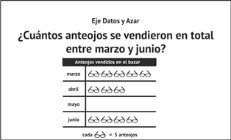 Eje Datos y Azar
¿Cuántos anteojos se vendieron en total
entre marzo y junio?
Anteojos vendidos en el bazar
marzo
abril
mayo
junio
cada = 5 anteojos